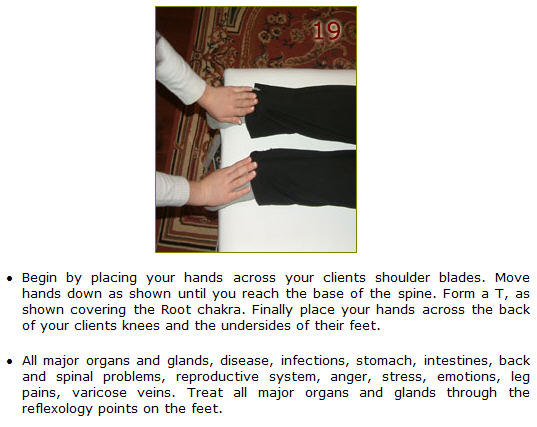 19
Begin by placing your hands across your clients shoulder blades. Move
hands down as shown until you reach the base of the spine. Form a T, as
shown covering the Root chakra. Finally place your hands across the back
of your clients knees and the undersides of their feet.
All major organs and glands, disease, infections, stomach, intestines, back
and spinal problems, reproductive system, anger, stress, emotions, leg
pains, varicose veins. Treat all major organs and glands through the
reflexology points on the feet.